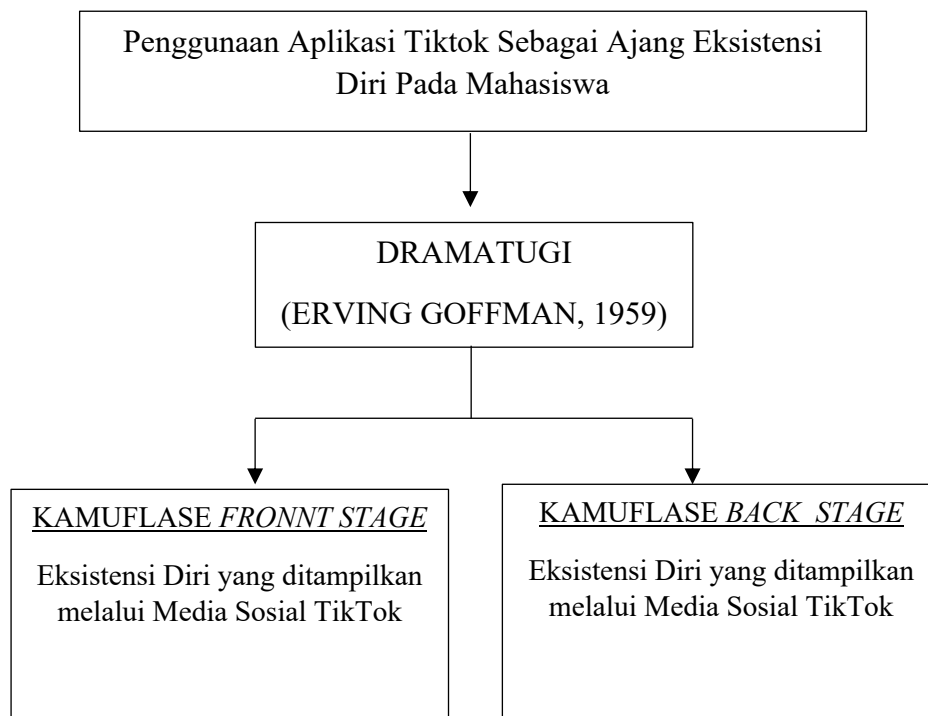 Penggunaan Aplikasi Tiktok Sebagai Ajang Eksistensi
Diri Pada Mahasiswa
DRAMATUGI
(ERVING GOFFMAN, 1959)
KAMUFLASE FRONNT STAGE
Eksistensi Diri yang ditampilkan
melalui Media Sosial TikTok
KAMUFLASE BACK STAGE
Eksistensi Diri yang ditampilkan
melalui Media Sosial TikTok